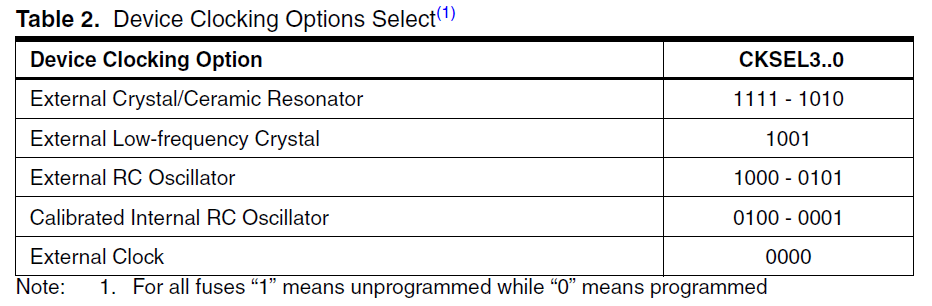 Table 2. Device Clocking Options Select(1)
Device Clocking Option CKSEL3..0
External Crystal/Ceramic Resonator 1111 - 1010
External Low-frequency Crystal 1001
External RC Oscillator 1000 - 0101
Calibrated Internal RC Oscillator 0100 - 0001
External Clock 0000
Note: 1. For all fuses “1” means unprogrammed while “0” means programmed